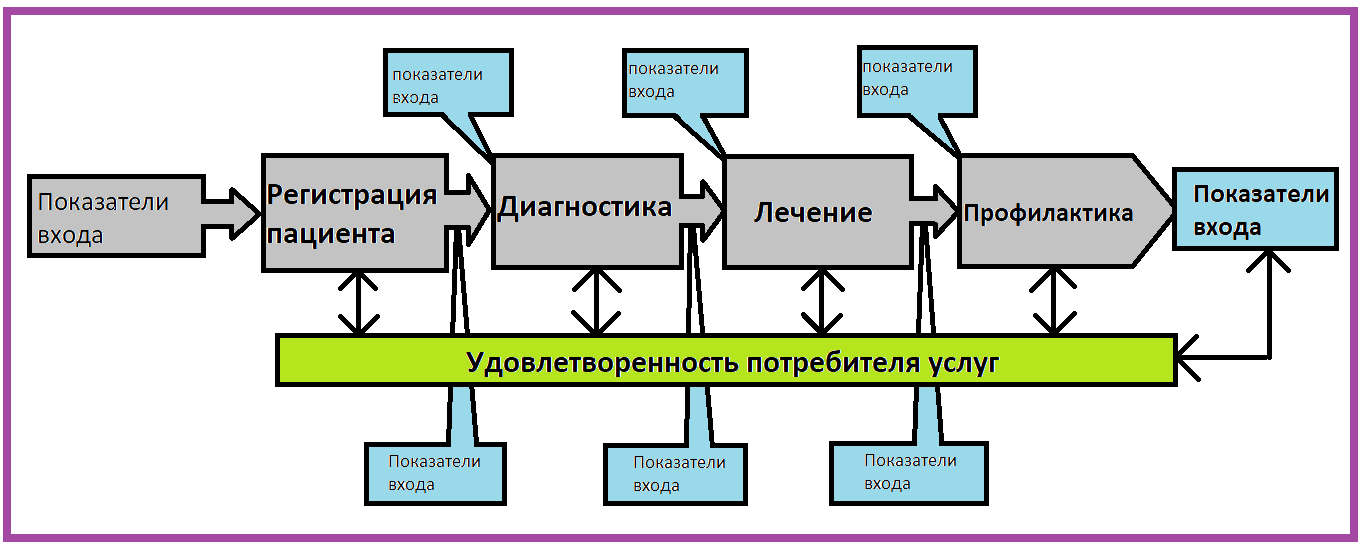 показатели
входа
показатели
входа
показатели
входа
Показатели
входа
Регистрация
пациента
Диагностика
Лечение
Профилактика
Показатели
входа
Удовлетворенность потребителя услуг
Показатели
входа
Показатели
входа
Показатели
входа